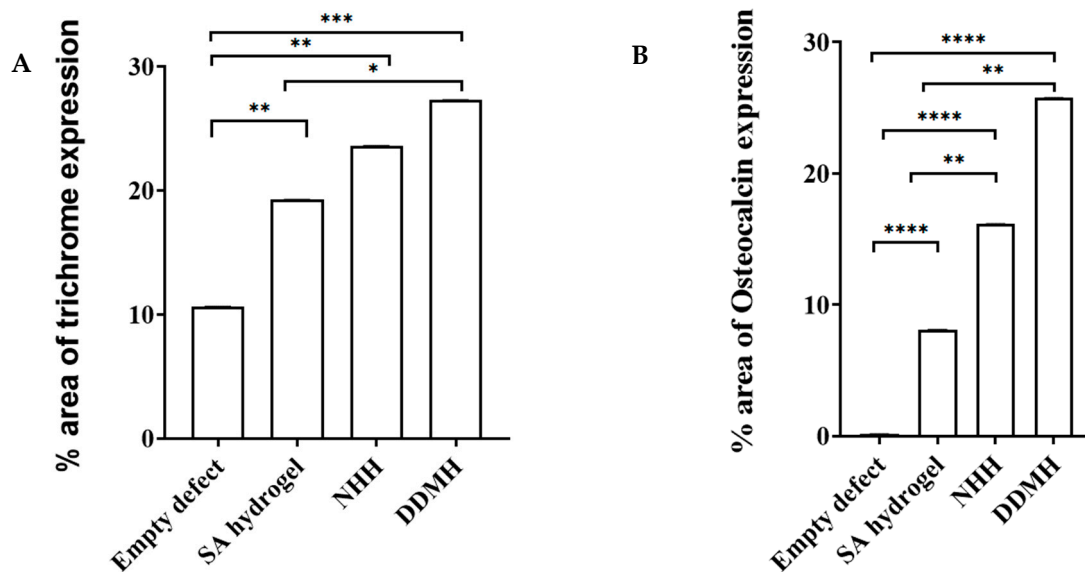 A
% area of trichrome expression
30
20
10
0
***
**
*
**
Empty defect
SA hydrogel
NHH
DDMH
B
% area of Osteocalcin expression
30
20
10
0
****
**
****
**
****
Empty defect
SA hydrogel
NHH
DDMH